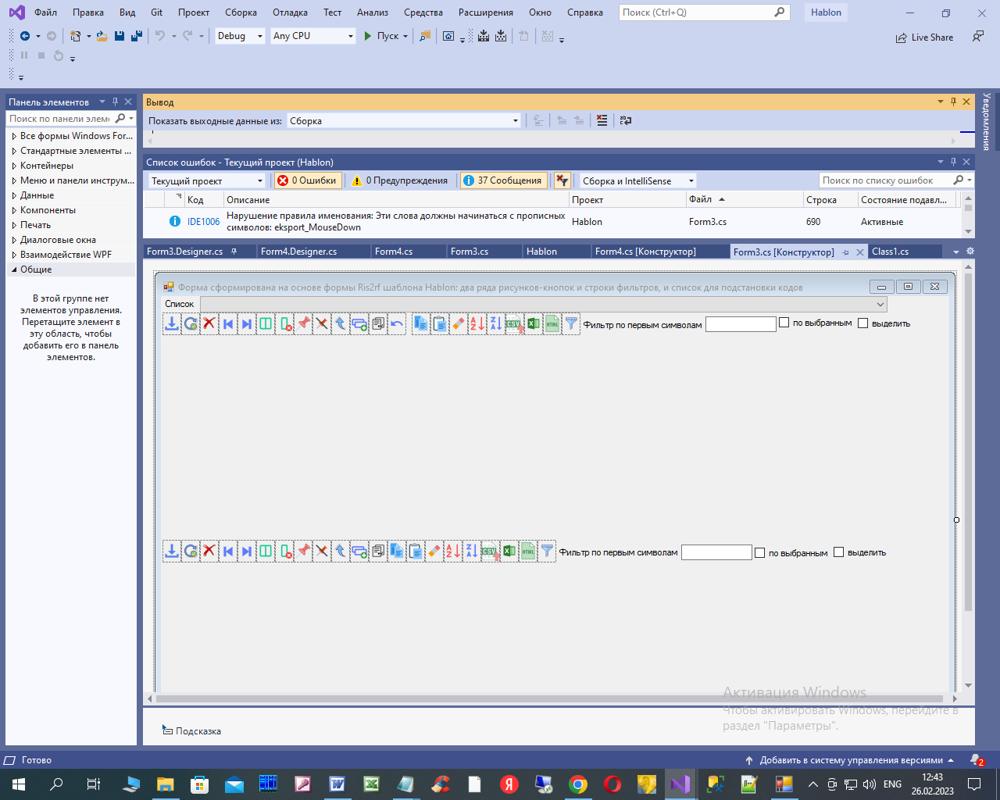 Файл Правка Вид Git Проект Сборка Отладка Тест Анализ Средства Расширения Окно Справка Поиск (Ctrl+Q) Hablon
Debug Any CPU Пуск Live Share
Панель элементов
Поиск по панели элеме
Все формы Windows For...
Стандартные элементы ...
Контейнеры
Меню и панели инструм...
Данные
Компоненты
Печать
Диалоговые окна
Взаимодействие WPF
Общие
В этой группе нет
элементов управления.
Перетащите элемент в
эту область, чтобы
добавить его в панель
элементов.
Вывод
Показать выходные данные из: Сборка
Список ошибок - Текущий проект (Hablon)
Текущий проект 0 Ошибки 0 Предупреждения 37 Сообщения Сборка и IntelliSense Поиск по списку ошибок
Код Описание Проект Файл Строка Состояние подавл...
IDE1006 Нарушение правила именования: Эти слова должны начинаться с прописных
символов: eksport_MouseDown Hablon Form3.cs 690 Активные
Form3.Designer.cs Form4.Designer.cs Form4.cs Form3.cs Hablon Form4.cs [Конструктор] Form3.cs [Конструктор] Class1.cs
Форма сформирована на основе формы Ris2rf шаблона Hablon: два ряда рисунков-кнопок и строки фильтров, и список для подстановки кодов
Список
CSV HTML Фильтр по первым символам по выбранным выделить
CSV HTML Фильтр по первым символам по выбранным выделить
Активация Windows
Чтобы активировать Windows, перейдите в
раздел "Параметры".
Подсказка
Уведомления
Готово Добавить в систему управления версиями 2
ENG 12:43
26.02.2023